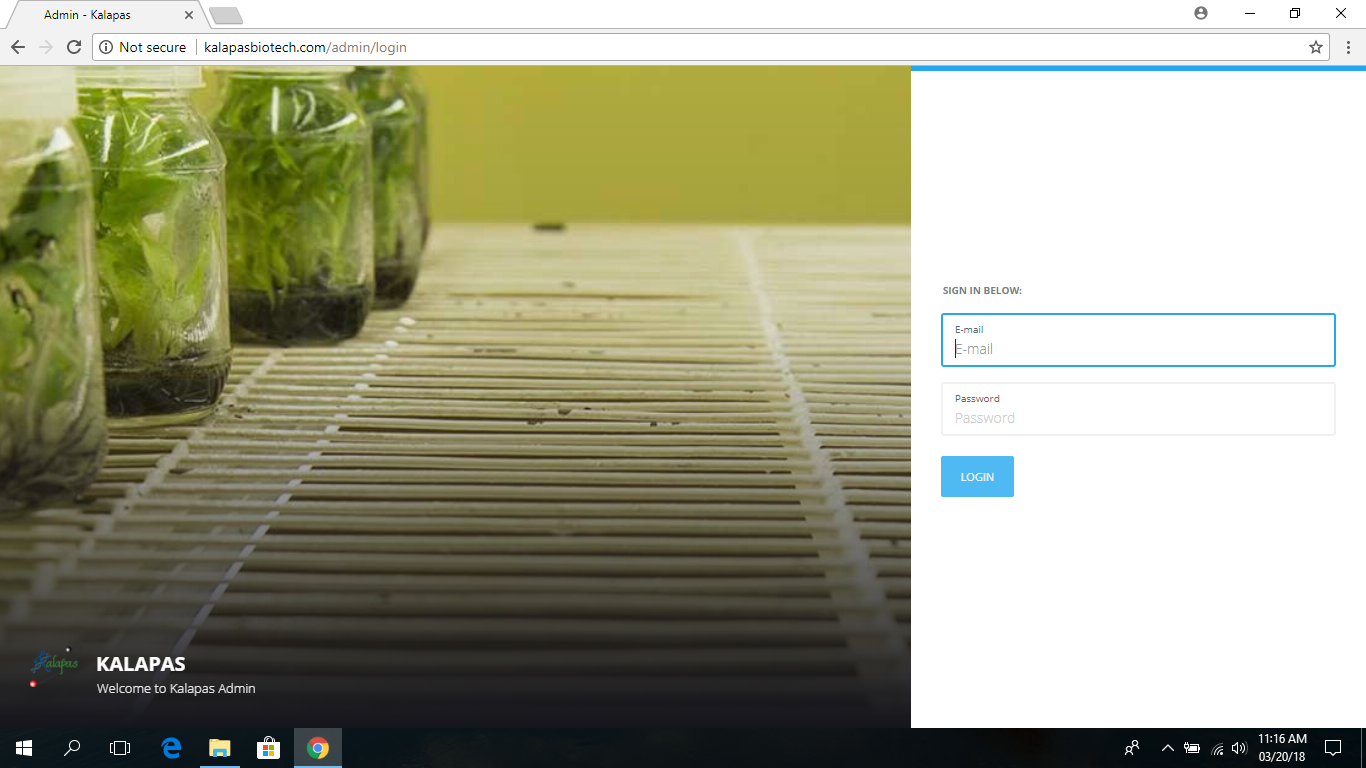 Admin - Kalapas
Not secure
kalapasbiotech.com/admin/login
SIGN IN BELOW:
E-mail
E-mail
Password
Password
LOGIN
Kalapas
KALAPAS
Welcome to Kalapas Admin
11:16 AM
03/20/18